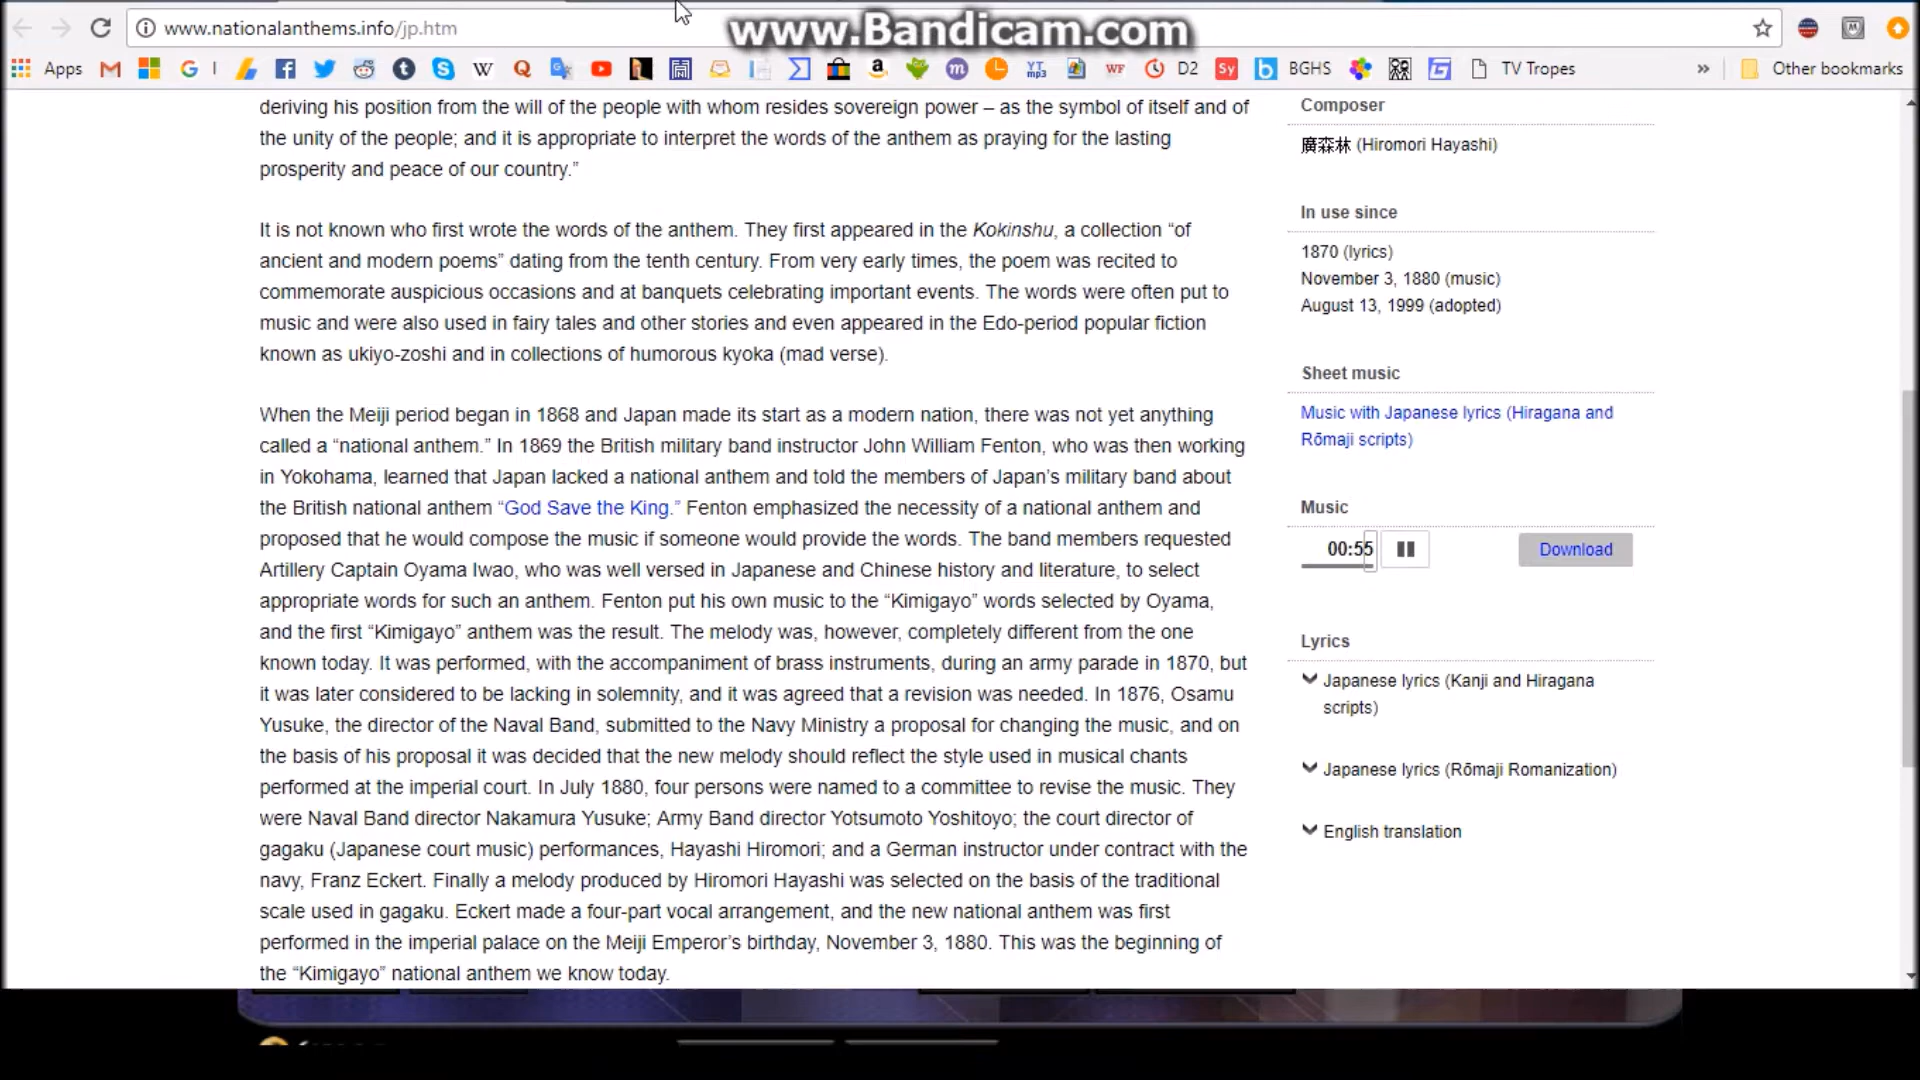 www.nationalanthems.info/jp.htm
www.Bandicam.com
Apps
D2
BGHS
TV Tropes
Other bookmarks
deriving his position from the will of the people with whom resides sovereign power – as the symbol of itself and of
the unity of the people; and it is appropriate to interpret the words of the anthem as praying for the lasting
prosperity and peace of our country.”
It is not known who first wrote the words of the anthem. They first appeared in the Kokinshu, a collection “of
ancient and modern poems” dating from the tenth century. From very early times, the poem was recited to
commemorate auspicious occasions and at banquets celebrating important events. The words were often put to
music and were also used in fairy tales and other stories and even appeared in the Edo-period popular fiction
known as ukiyo-zoshi and in collections of humorous kyoka (mad verse).
When the Meiji period began in 1868 and Japan made its start as a modern nation, there was not yet anything
called a “national anthem.” In 1869 the British military band instructor John William Fenton, who was then working
in Yokohama, learned that Japan lacked a national anthem and told the members of Japan’s military band about
the British national anthem “God Save the King.” Fenton emphasized the necessity of a national anthem and
proposed that he would compose the music if someone would provide the words. The band members requested
Artillery Captain Oyama Iwao, who was well versed in Japanese and Chinese history and literature, to select
appropriate words for such an anthem. Fenton put his own music to the “Kimigayo” words selected by Oyama,
and the first “Kimigayo” anthem was the result. The melody was, however, completely different from the one
known today. It was performed, with the accompaniment of brass instruments, during an army parade in 1870, but
it was later considered to be lacking in solemnity, and it was agreed that a revision was needed. In 1876, Osamu
Yusuke, the director of the Naval Band, submitted to the Navy Ministry a proposal for changing the music, and on
the basis of his proposal it was decided that the new melody should reflect the style used in musical chants
performed at the imperial court. In July 1880, four persons were named to a committee to revise the music. They
were Naval Band director Nakamura Yusuke; Army Band director Yotsumoto Yoshitoyo; the court director of
gagaku (Japanese court music) performances, Hayashi Hiromori; and a German instructor under contract with the
navy, Franz Eckert. Finally a melody produced by Hiromori Hayashi was selected on the basis of the traditional
scale used in gagaku. Eckert made a four-part vocal arrangement, and the new national anthem was first
performed in the imperial palace on the Meiji Emperor’s birthday, November 3, 1880. This was the beginning of
the “Kimigayo” national anthem we know today.
Composer
廣森林 (Hiromori Hayashi)
In use since
1870 (lyrics)
November 3, 1880 (music)
August 13, 1999 (adopted)
Sheet music
Music with Japanese lyrics (Hiragana and
Rōmaji scripts)
Music
00:55
Download
Lyrics
Japanese lyrics (Kanji and Hiragana
scripts)
Japanese lyrics (Rōmaji Romanization)
English translation